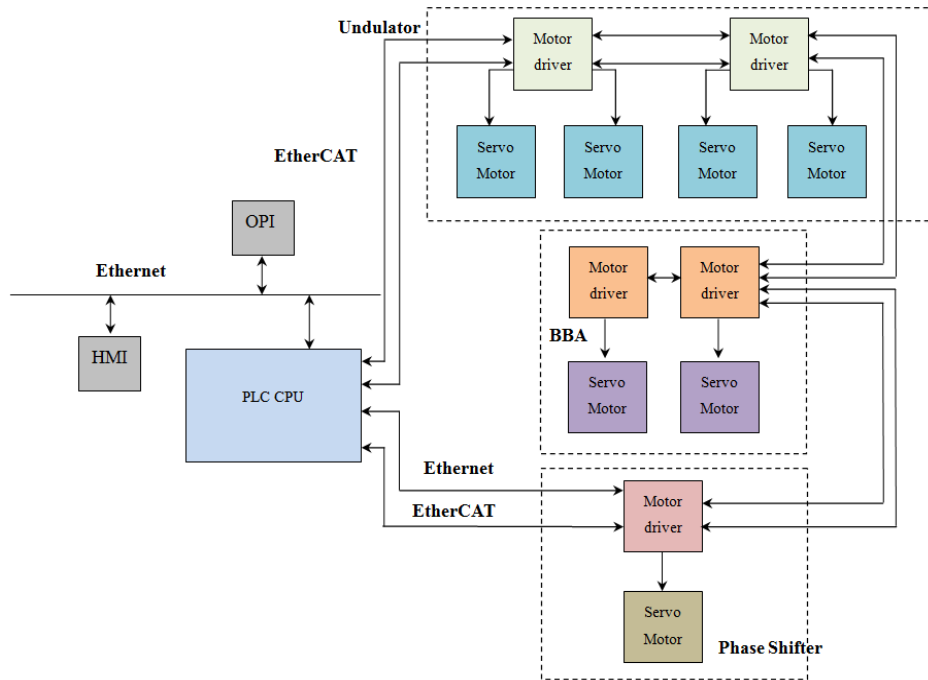 Undulator
Motor
driver
Motor
driver
Servo
Motor
Servo
Motor
Servo
Motor
Servo
Motor
EtherCAT
OPI
Ethernet
HMI
PLC CPU
Motor
driver
Motor
driver
BBA
Servo
Motor
Servo
Motor
Ethernet
EtherCAT
Motor
driver
Servo
Motor
Phase Shifter